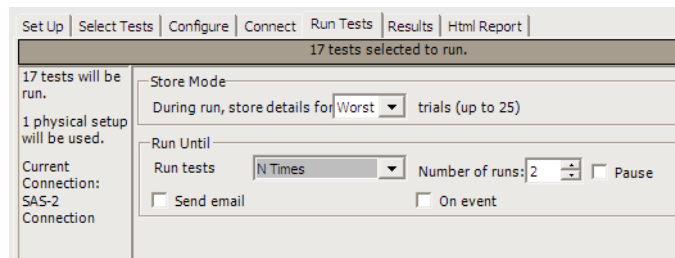 Set Up Select Tests Configure Connect Run Tests Results Html Report
17 tests selected to run.
17 tests will be
run.
1 physical setup
will be used.
Current
Connection:
SAS-2
Connection
Store Mode
During run, store details for Worst trials (up to 25)
Run Until
Run tests N Times Number of runs: 2 Pause
Send email On event